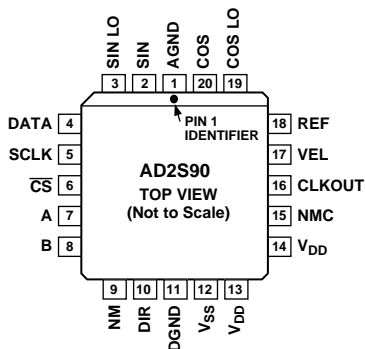 SIN LO
SIN
AGND
COS
COS LO
3 2 1 20 19
DATA 4
SCLK 5
CS 6
A 7
B 8
PIN 1
IDENTIFIER
AD2S90
TOP VIEW
(Not to Scale)
18 REF
17 VEL
16 CLKOUT
15 NMC
14 VDD
9 10 11 12 13
NM
DIR
DGND
VSS
VDD